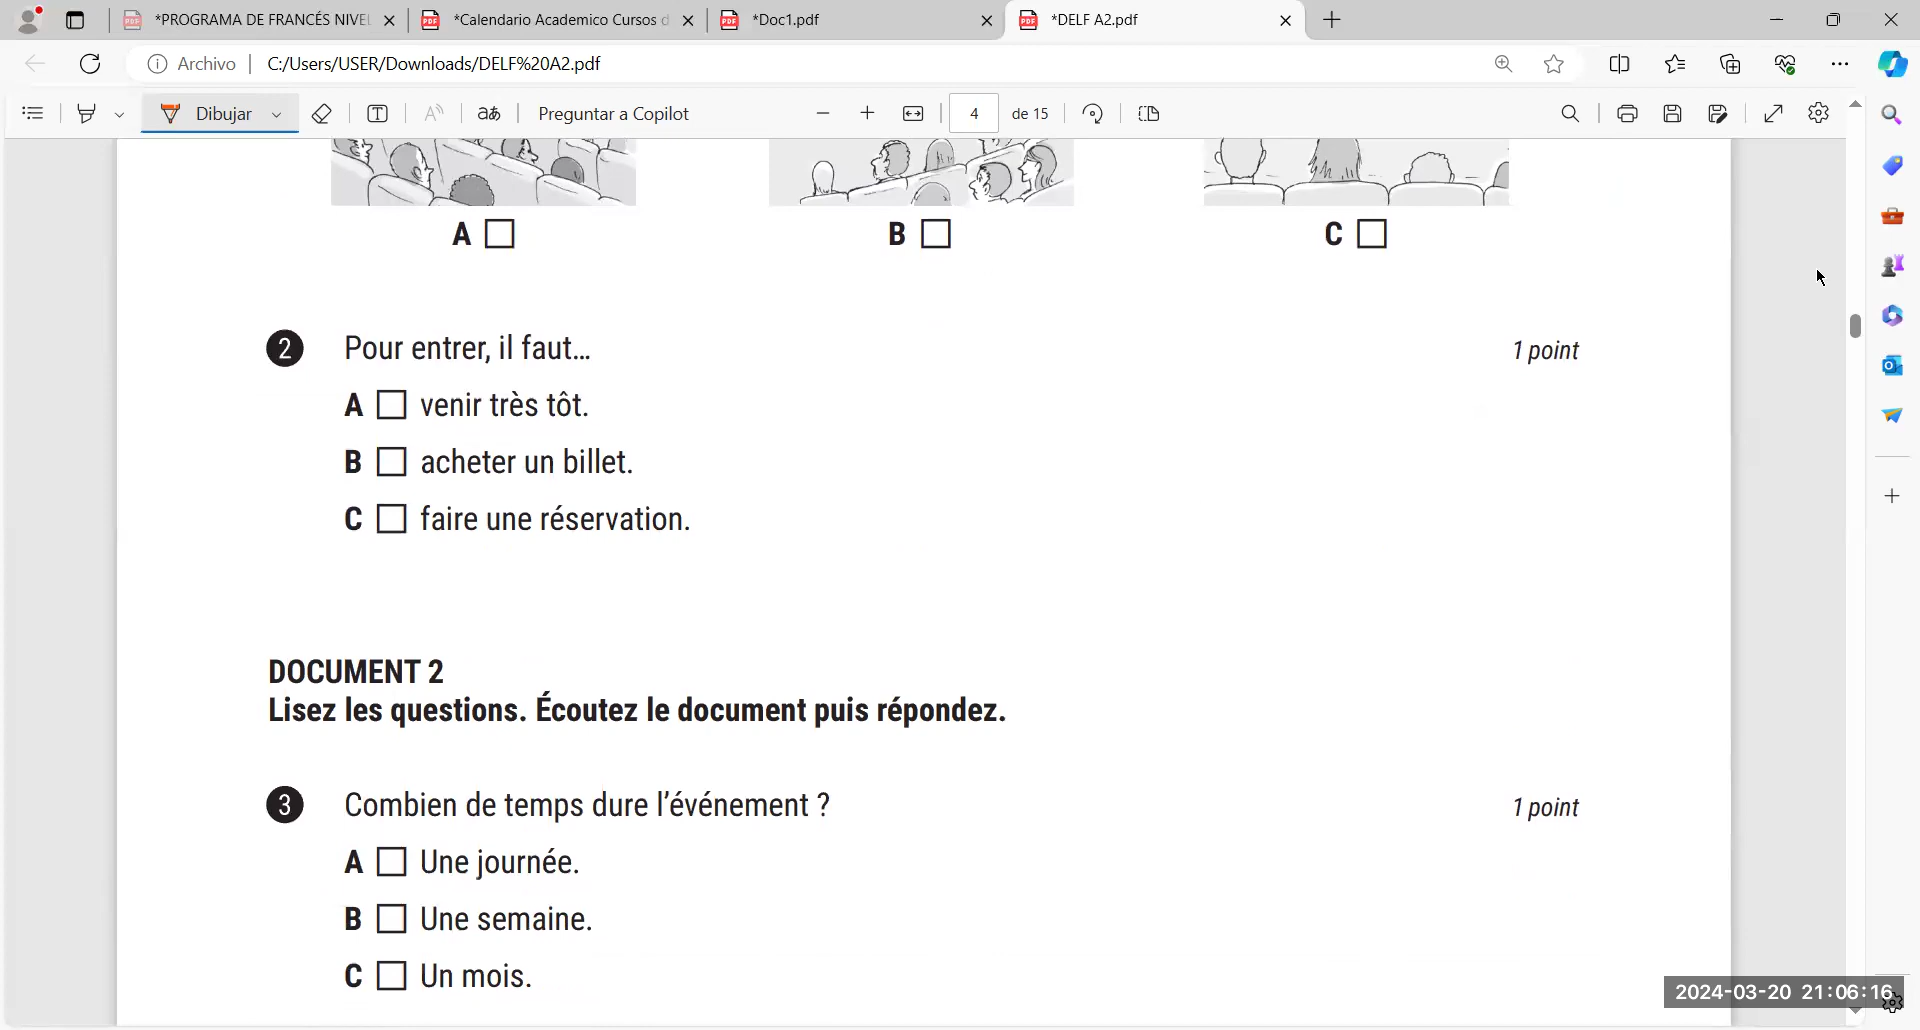 *PROGRAMA DE FRANCÉS NIVEL
*Calendario Academico Cursos d
*Doc1.pdf
*DELF A2.pdf
Archivo C:/Users/USER/Downloads/DELF%20A2.pdf
Dibujar
T
A
aあ
Preguntar a Copilot
4 de 15
A
B
C
2 Pour entrer, il faut... 1 point
A venir très tôt.
B acheter un billet.
C faire une réservation.
DOCUMENT 2
Lisez les questions. Écoutez le document puis répondez.
3 Combien de temps dure l'événement ? 1 point
A Une journée.
B Une semaine.
C Un mois.
2024-03-20 21:06:16